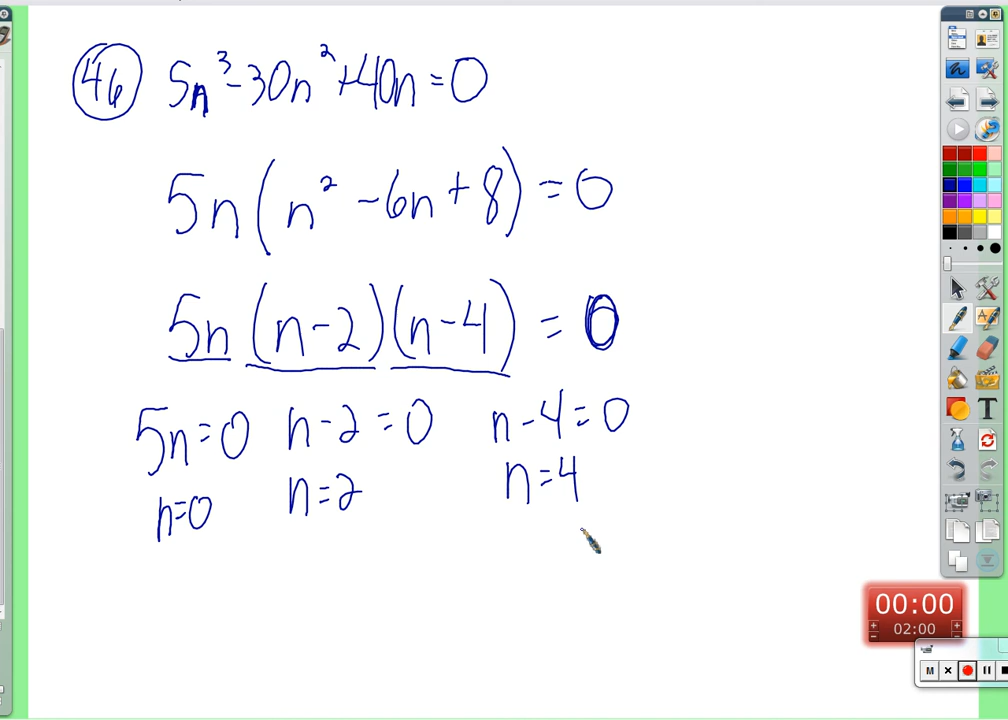 46 5n³-30n²+40n=0
5n(n²-6n+8)=0
5n(n-2)(n-4)=0
5n=0 n-2=0 n-4=0
n=0 n=2 n=4
T
00:00
02:00
M